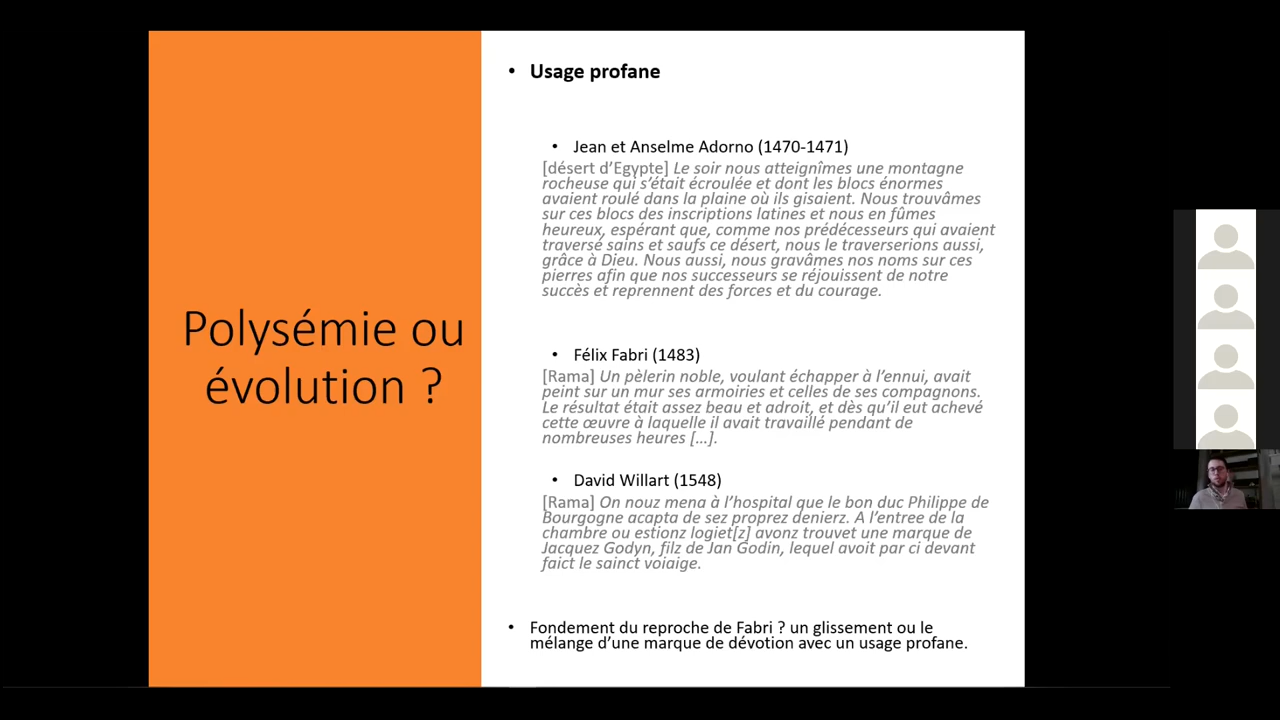 Polysémie ou
évolution ?
• Usage profane
• Jean et Anselme Adorno (1470-1471)
[désert d’Egypte] Le soir nous atteignîmes une montagne
rocheuse qui s’était écroulée et dont les blocs énormes
avaient roulé dans la plaine où ils gisaient. Nous trouvâmes
sur ces blocs des inscriptions latines et nous en fûmes
heureux, espérant que, comme nos prédécesseurs qui avaient
traversé sains et saufs ce désert, nous le traverserions aussi,
grâce à Dieu. Nous aussi, nous gravâmes nos noms sur ces
pierres afin que nos successeurs se réjouissent de notre
succès et reprennent des forces et du courage.
• Félix Fabri (1483)
[Rama] Un pèlerin noble, voulant échapper à l’ennui, avait
peint sur un mur ses armoiries et celles de ses compagnons.
Le résultat était assez beau et adroit, et dès qu’il eut achevé
cette œuvre à laquelle il avait travaillé pendant de
nombreuses heures […].
• David Willart (1548)
[Rama] On nouz mena à l’hospital que le bon duc Philippe de
Bourgogne acapta de sez proprez denierz. A l’entree de la
chambre ou estionz logiet[z] avonz trouvet une marque de
Jacquez Godyn, filz de Jan Godin, lequel avoit par ci devant
faict le sainct voiaige.
• Fondement du reproche de Fabri ? un glissement ou le
mélange d’une marque de dévotion avec un usage profane.